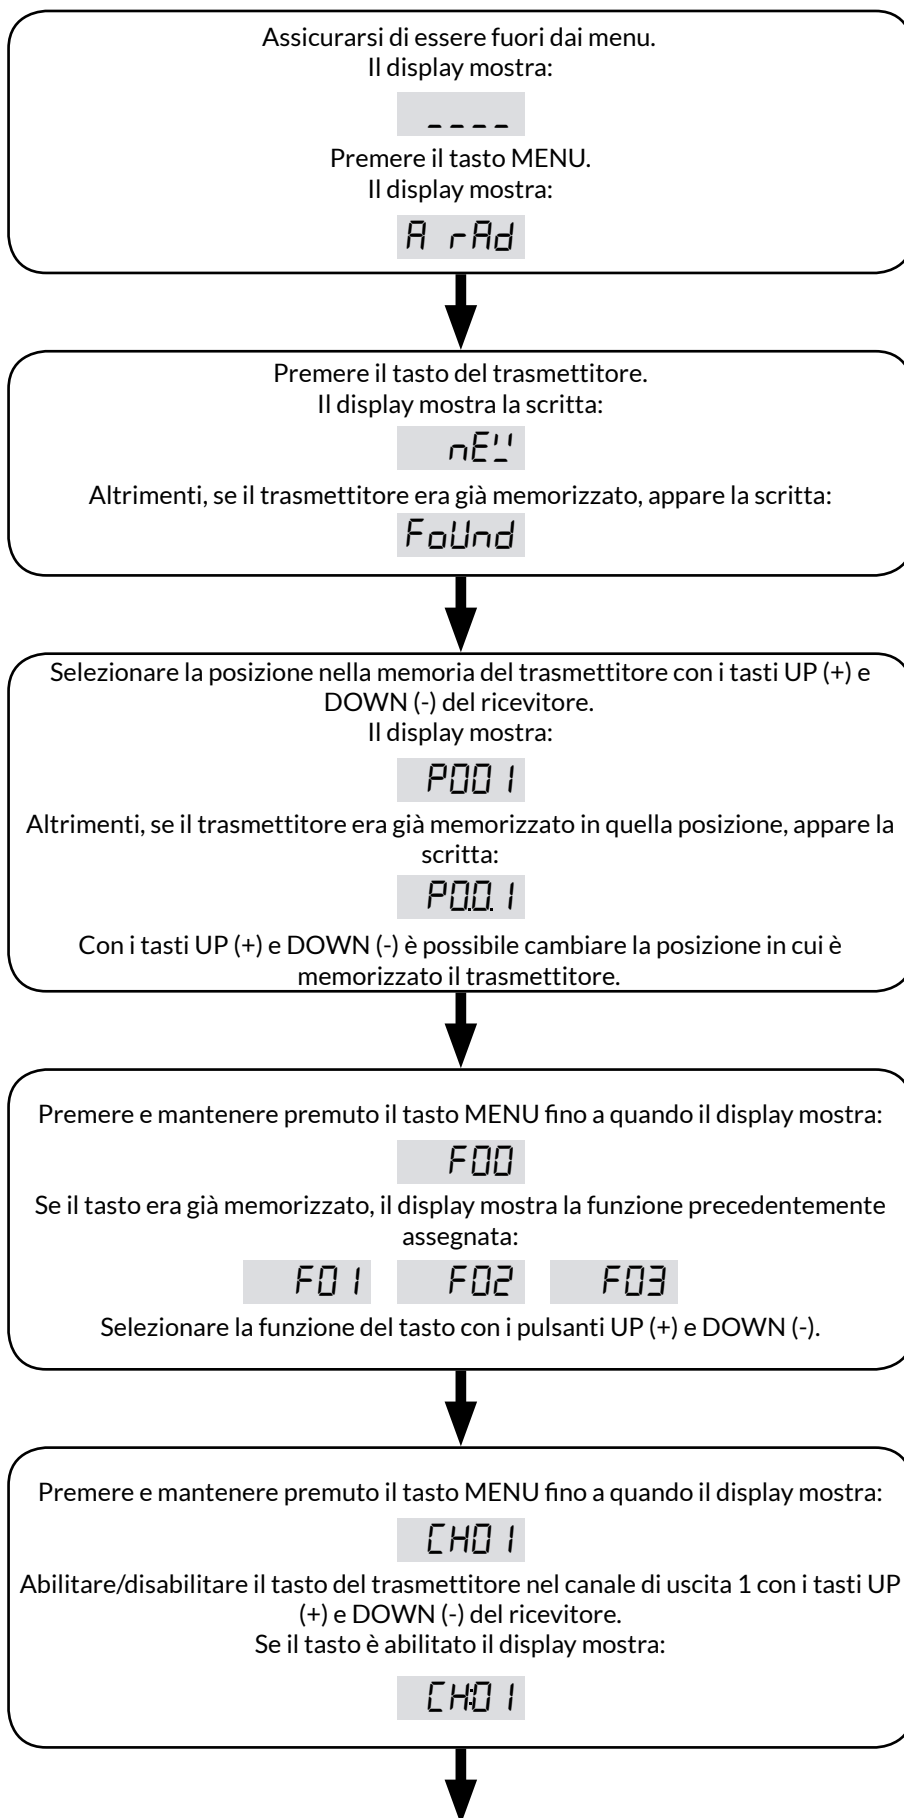 Assicurarsi di essere fuori dai menu.
Il display mostra:
_ _ _ _
Premere il tasto MENU.
Il display mostra:
A rAd
Premere il tasto del trasmettitore.
Il display mostra la scritta:
nEW
Altrimenti, se il trasmettitore era già memorizzato, appare la scritta:
FoUnd
Selezionare la posizione nella memoria del trasmettitore con i tasti UP (+) e
DOWN (-) del ricevitore.
Il display mostra:
P001
Altrimenti, se il trasmettitore era già memorizzato in quella posizione, appare la
scritta:
P0.0.1
Con i tasti UP (+) e DOWN (-) è possibile cambiare la posizione in cui è
memorizzato il trasmettitore.
Premere e mantenere premuto il tasto MENU fino a quando il display mostra:
F00
Se il tasto era già memorizzato, il display mostra la funzione precedentemente
assegnata:
F01 F02 F03
Selezionare la funzione del tasto con i pulsanti UP (+) e DOWN (-).
Premere e mantenere premuto il tasto MENU fino a quando il display mostra:
CH01
Abilitare/disabilitare il tasto del trasmettitore nel canale di uscita 1 con i tasti UP
(+) e DOWN (-) del ricevitore.
Se il tasto è abilitato il display mostra:
CH:01